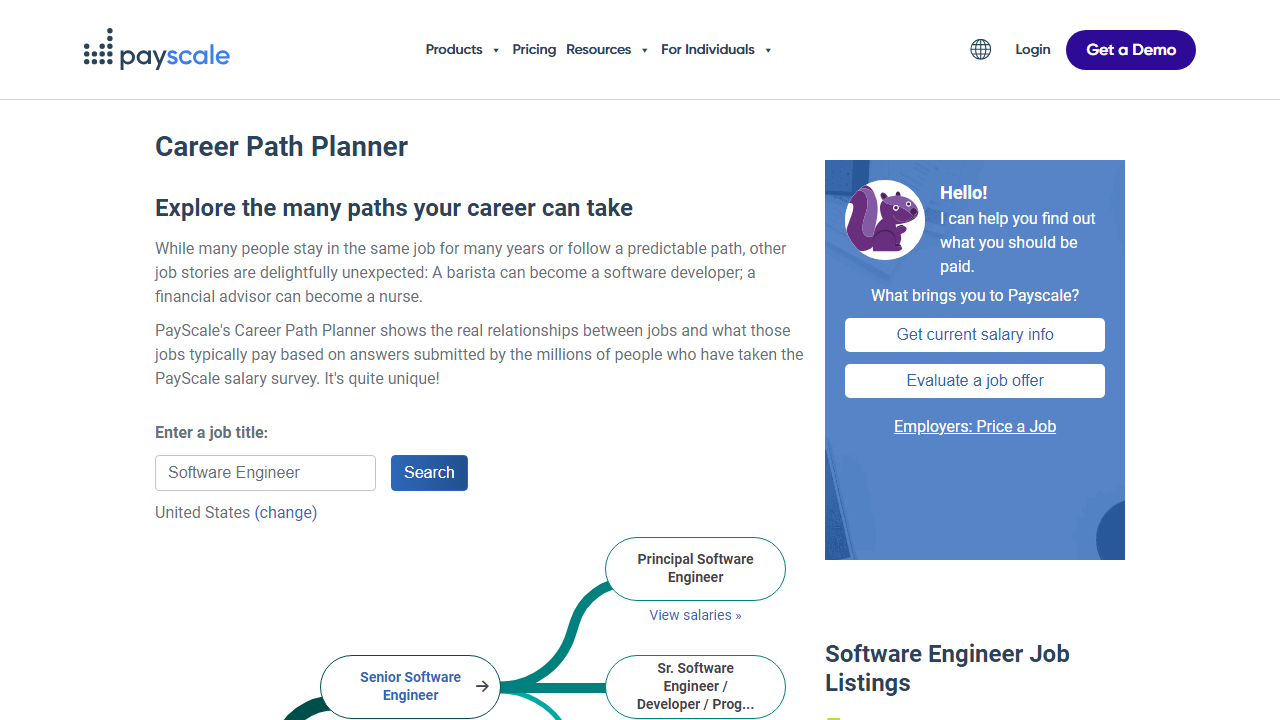 payscale
Products
Pricing
Resources
For Individuals
Login
Get a Demo
Career Path Planner
Explore the many paths your career can take
While many people stay in the same job for many years or follow a predictable path, other
job stories are delightfully unexpected: A barista can become a software developer; a
financial advisor can become a nurse.
PayScale's Career Path Planner shows the real relationships between jobs and what those
jobs typically pay based on answers submitted by the millions of people who have taken the
PayScale salary survey. It's quite unique!
Enter a job title:
Software Engineer
Search
United States (change)
Principal Software
Engineer
View salaries »
Senior Software
Engineer
Sr. Software
Engineer /
Developer / Prog...
Hello!
I can help you find out
what you should be
paid.
What brings you to Payscale?
Get current salary info
Evaluate a job offer
Employers: Price a Job
Software Engineer Job
Listings